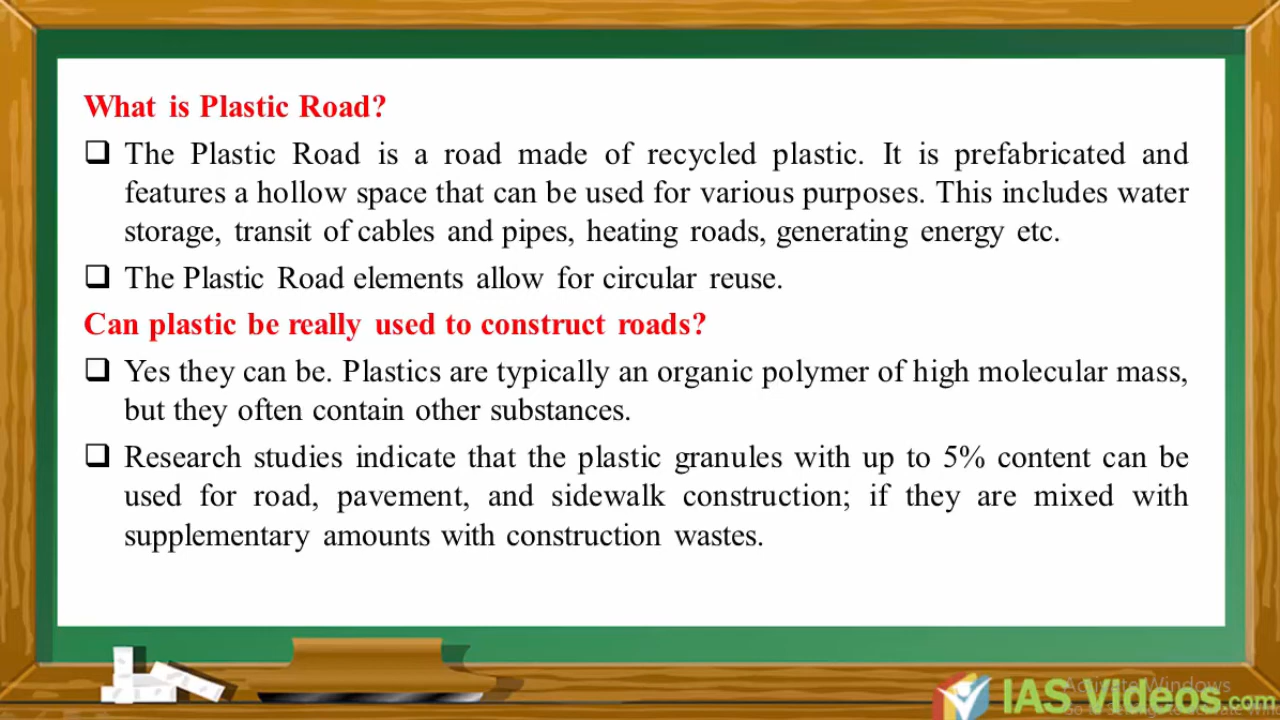 What is Plastic Road?
❑ The Plastic Road is a road made of recycled plastic. It is prefabricated and
features a hollow space that can be used for various purposes. This includes water
storage, transit of cables and pipes, heating roads, generating energy etc.
❑ The Plastic Road elements allow for circular reuse.
Can plastic be really used to construct roads?
❑ Yes they can be. Plastics are typically an organic polymer of high molecular mass,
but they often contain other substances.
❑ Research studies indicate that the plastic granules with up to 5% content can be
used for road, pavement, and sidewalk construction; if they are mixed with
supplementary amounts with construction wastes.
Activate Windows
IAS Videos.com